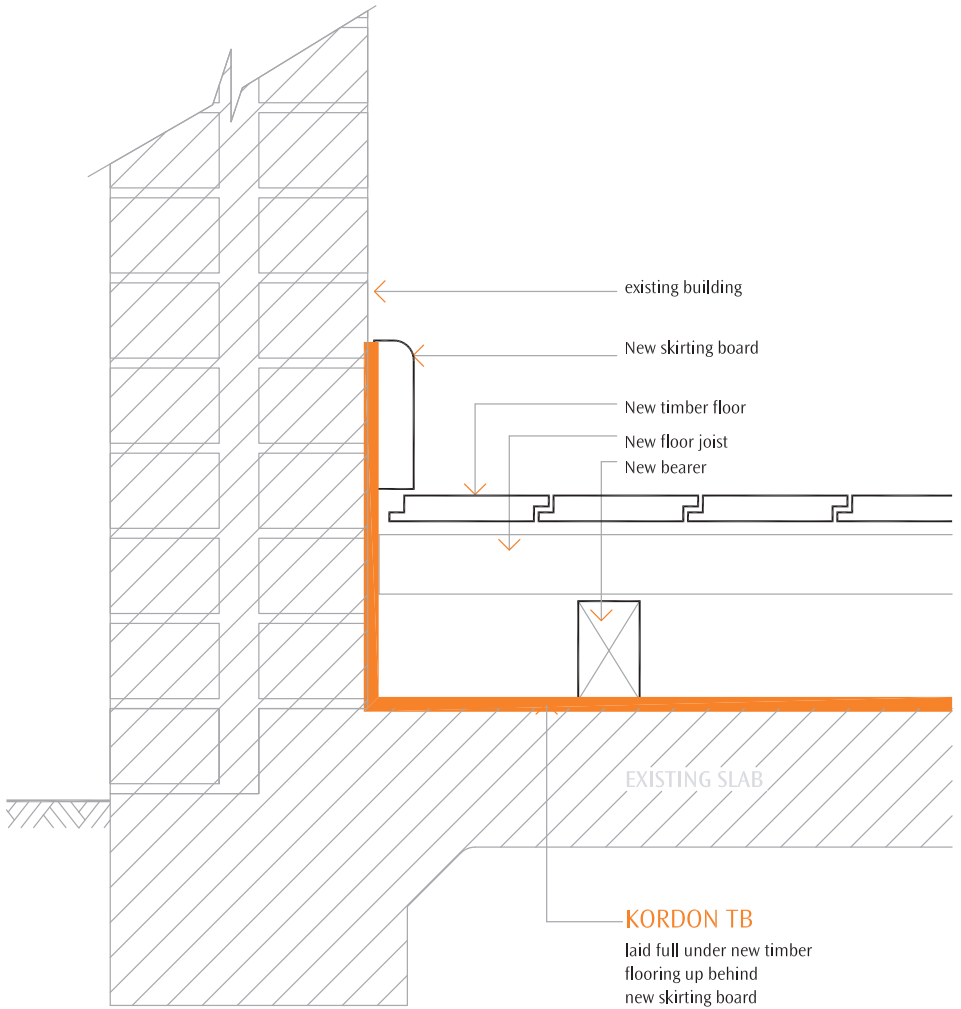 existing building
New skirting board
New timber floor
New floor joist
New bearer
EXISTING SLAB
KORDON TB
laid full under new timber
flooring up behind
new skirting board